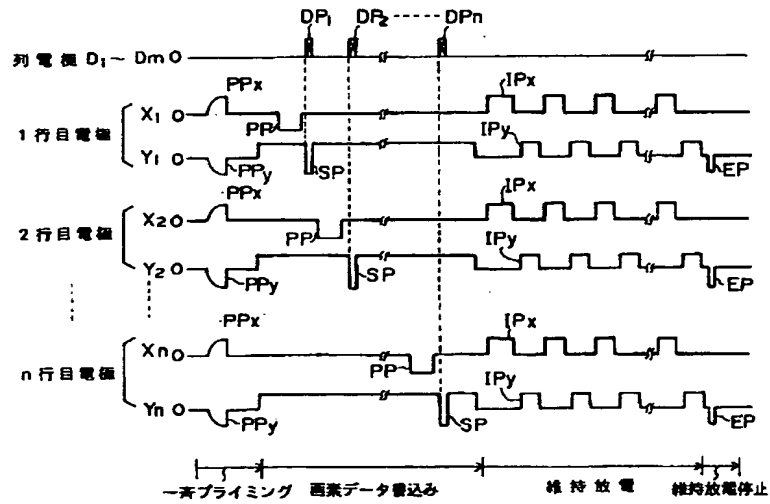 DP1 DP2 DPn
列電極 D1～Dm 0
PPx IPx
X1 0
PP
1行目電極
IPy
Y1 0
PPy SP EP
PPx IPx
X2 0
PP
2行目電極
IPy
Y2 0
PPy SP EP
PPx IPx
Xn 0
PP
n行目電極
IPy
Yn 0
PPy SP EP
一斉プライミング 画素データ書込み 維持放電 維持放電停止